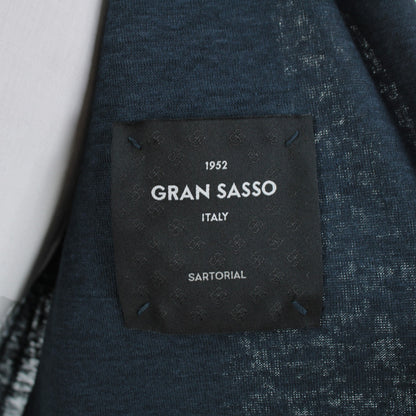 1952
GRAN SASSO
ITALY
SARTORIAL